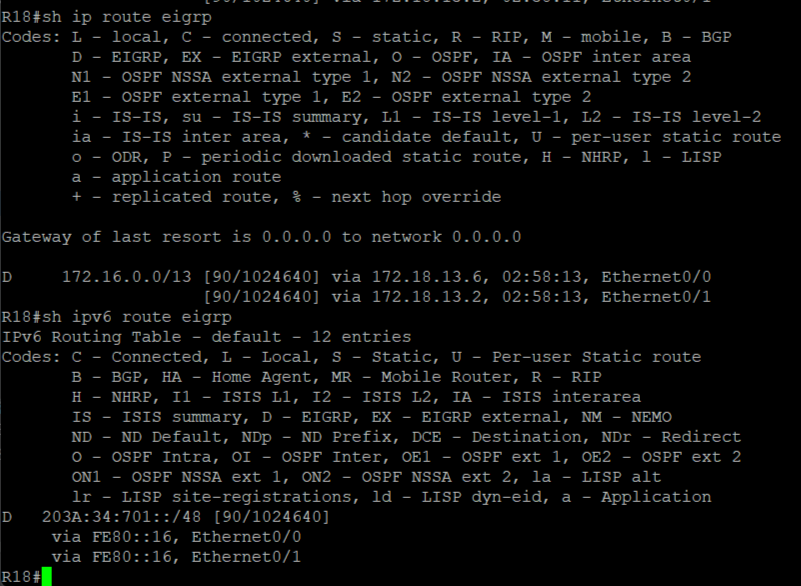 R18#sh ip route eigrp
Codes: L - local, C - connected, S - static, R - RIP, M - mobile, B - BGP
       D - EIGRP, EX - EIGRP external, O - OSPF, IA - OSPF inter area
       N1 - OSPF NSSA external type 1, N2 - OSPF NSSA external type 2
       E1 - OSPF external type 1, E2 - OSPF external type 2
       i - IS-IS, su - IS-IS summary, L1 - IS-IS level-1, L2 - IS-IS level-2
       ia - IS-IS inter area, * - candidate default, U - per-user static route
       o - ODR, P - periodic downloaded static route, H - NHRP, l - LISP
       a - application route
       + - replicated route, % - next hop override

Gateway of last resort is 0.0.0.0 to network 0.0.0.0

D     172.16.0.0/13 [90/1024640] via 172.18.13.6, 02:58:13, Ethernet0/0
                    [90/1024640] via 172.18.13.2, 02:58:13, Ethernet0/1
R18#sh ipv6 route eigrp
IPv6 Routing Table - default - 12 entries
Codes: C - Connected, L - Local, S - Static, U - Per-user Static route
       B - BGP, HA - Home Agent, MR - Mobile Router, R - RIP
       H - NHRP, I1 - ISIS L1, I2 - ISIS L2, IA - ISIS interarea
       IS - ISIS summary, D - EIGRP, EX - EIGRP external, NM - NEMO
       ND - ND Default, NDp - ND Prefix, DCE - Destination, NDr - Redirect
       O - OSPF Intra, OI - OSPF Inter, OE1 - OSPF ext 1, OE2 - OSPF ext 2
       ON1 - OSPF NSSA ext 1, ON2 - OSPF NSSA ext 2, la - LISP alt
       lr - LISP site-registrations, ld - LISP dyn-eid, a - Application
D   203A:34:701::/48 [90/1024640]
     via FE80::16, Ethernet0/0
     via FE80::16, Ethernet0/1
R18#